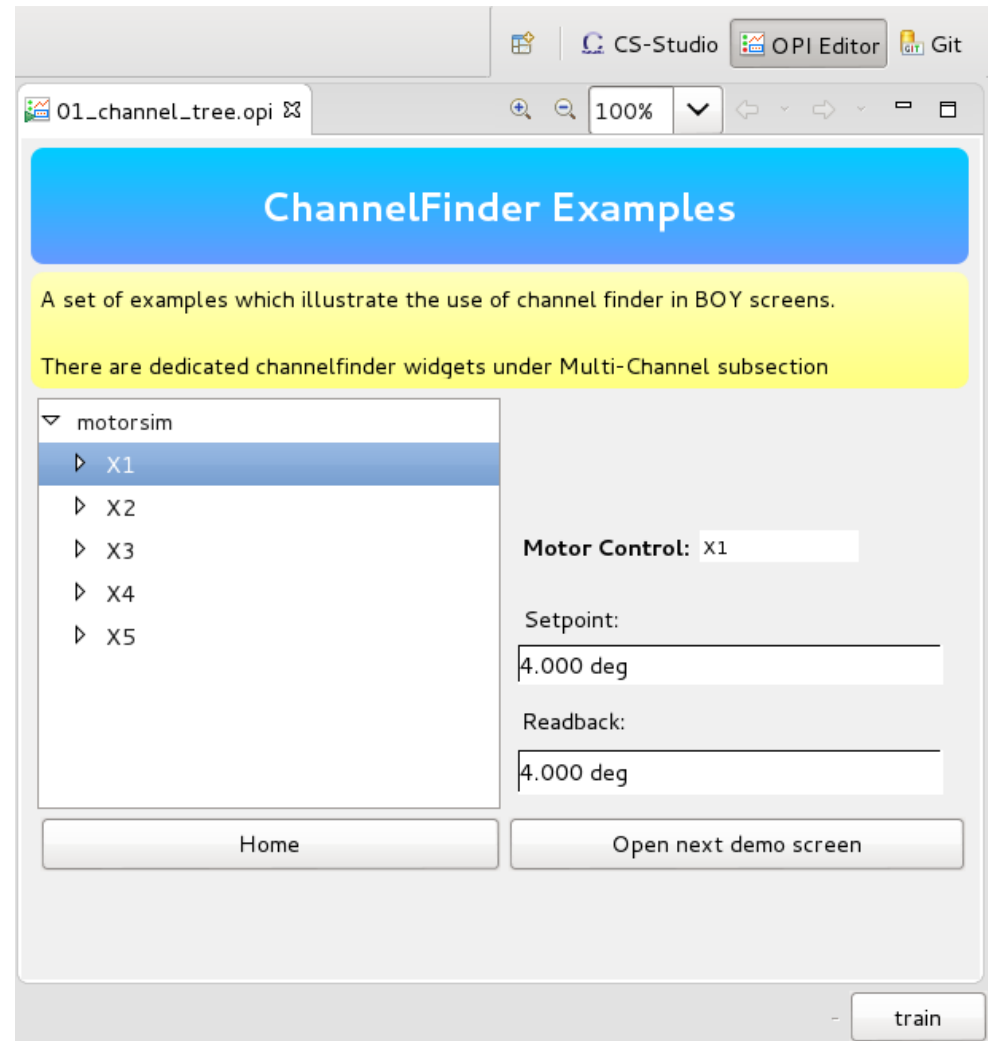 CS-Studio OPI Editor GIT Git
01_channel_tree.opi 100%
ChannelFinder Examples
A set of examples which illustrate the use of channel finder in BOY screens.
There are dedicated channelfinder widgets under Multi-Channel subsection
motorsim
X1
X2
X3
X4
X5
Motor Control: X1
Setpoint:
4.000 deg
Readback:
4.000 deg
Home
Open next demo screen
train